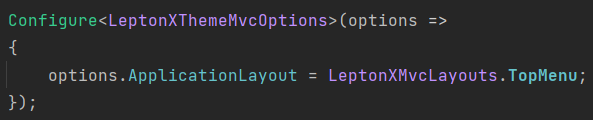 Configure<LeptonXThemeMvcOptions>(options =>
{
    options.ApplicationLayout = LeptonXMvcLayouts.TopMenu;
});